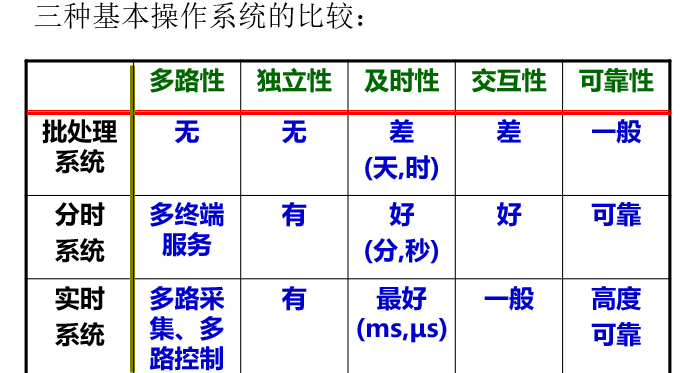 三种基本操作系统的比较：
多路性 独立性 及时性 交互性 可靠性
批处理系统 无 无 差(天,时) 差 一般
分时系统 多终端服务 有 好(分,秒) 好 可靠
实时系统 多路采集、多路控制 有 最好(ms,μs) 一般 高度可靠